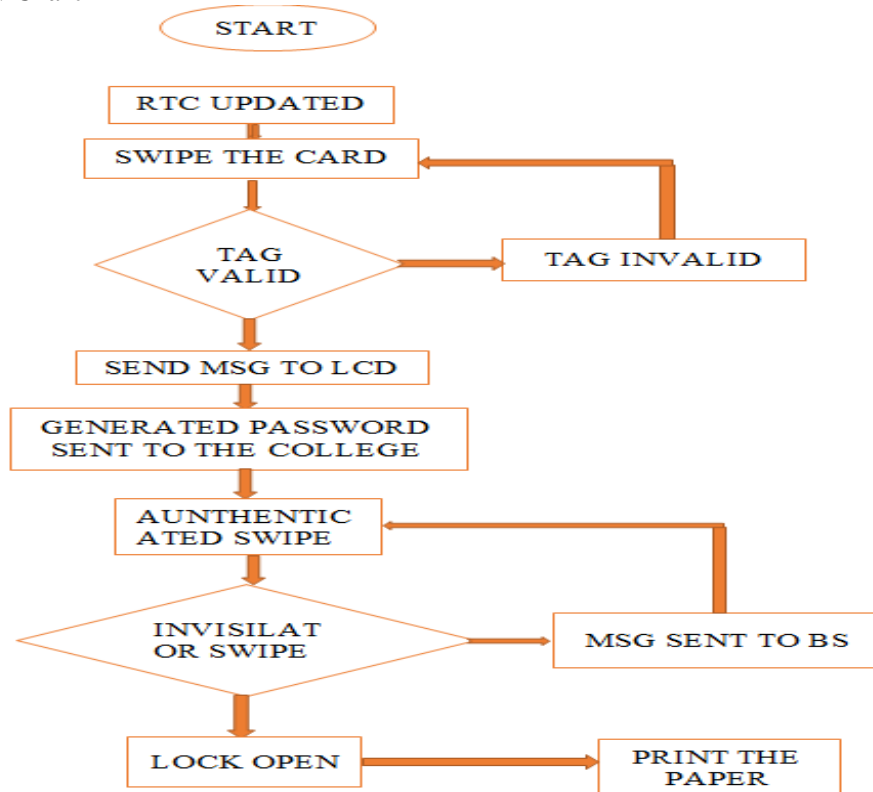 START
RTC UPDATED
SWIPE THE CARD
TAG
VALID
TAG INVALID
SEND MSG TO LCD
GENERATED PASSWORD
SENT TO THE COLLEGE
AUNTHENTIC
ATED SWIPE
INVISILAT
OR SWIPE
MSG SENT TO BS
LOCK OPEN
PRINT THE
PAPER